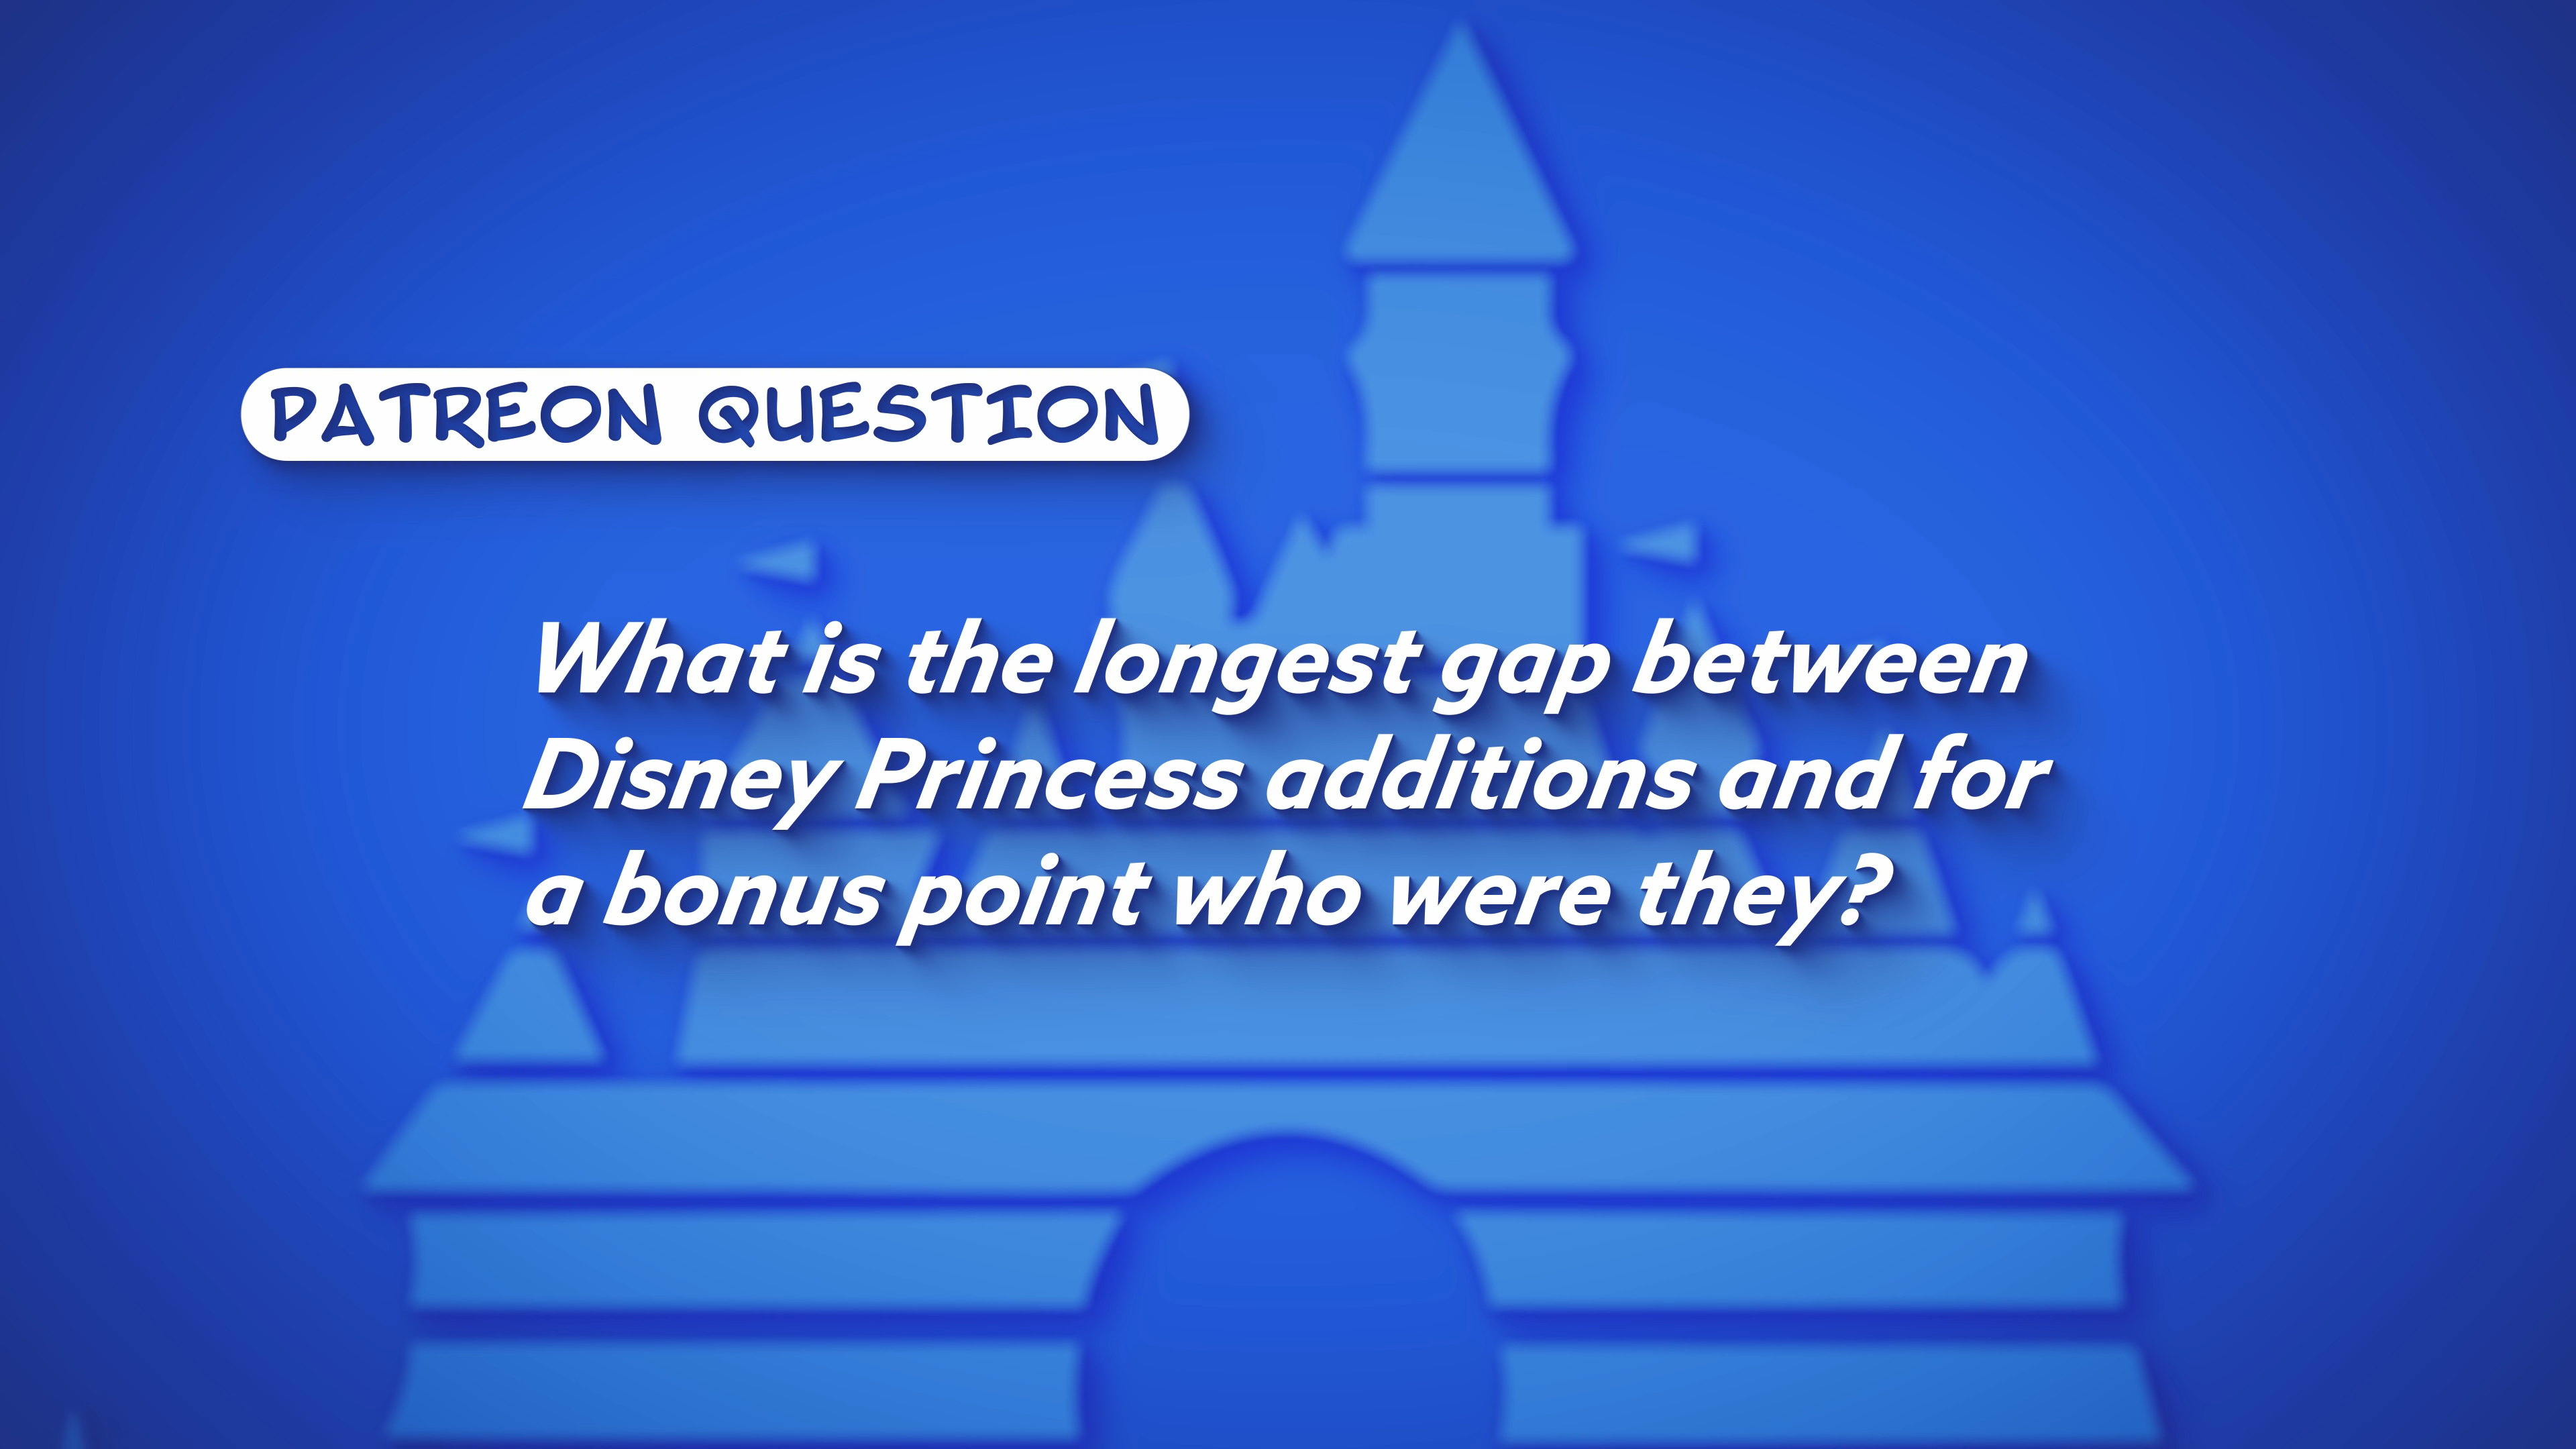 PATREON QUESTION
What is the longest gap between
Disney Princess additions and for
a bonus point who were they?